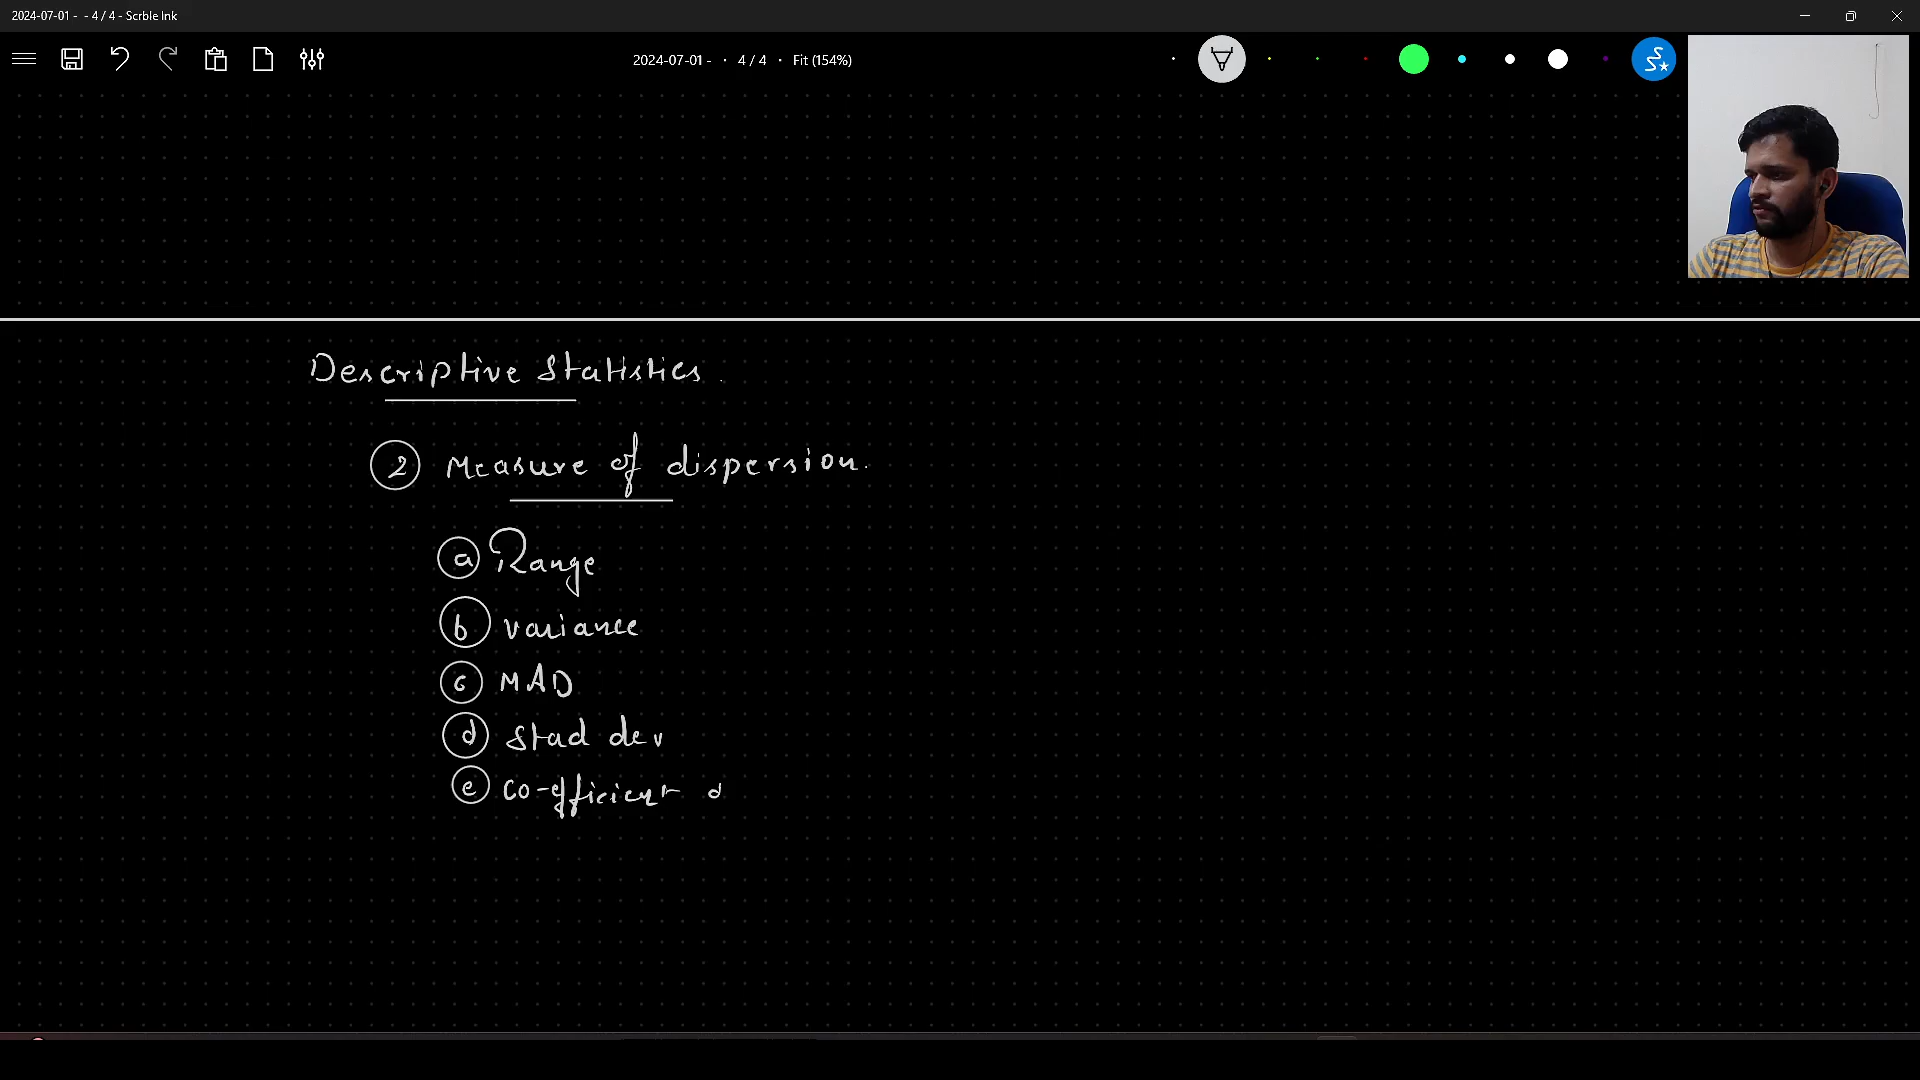 2024-07-01 - - 4 / 4 - Scrble Ink
2024-07-01 - · 4 / 4 · Fit (154%)
Descriptive Statistics.
2 Measure of dispersion.
a Range
b variance
c MAD
d Stad dev
e co-efficient